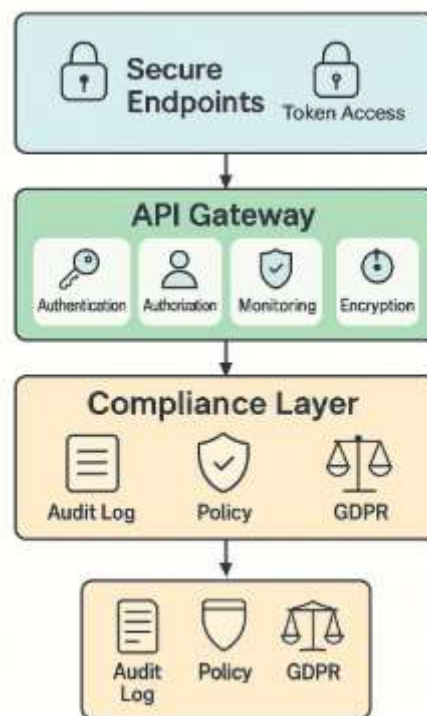 Secure
Endpoints
Token Access
API Gateway
Authentication
Authorization
Monitoring
Encryption
Compliance Layer
Audit Log
Policy
GDPR
Audit
Log
Policy
GDPR